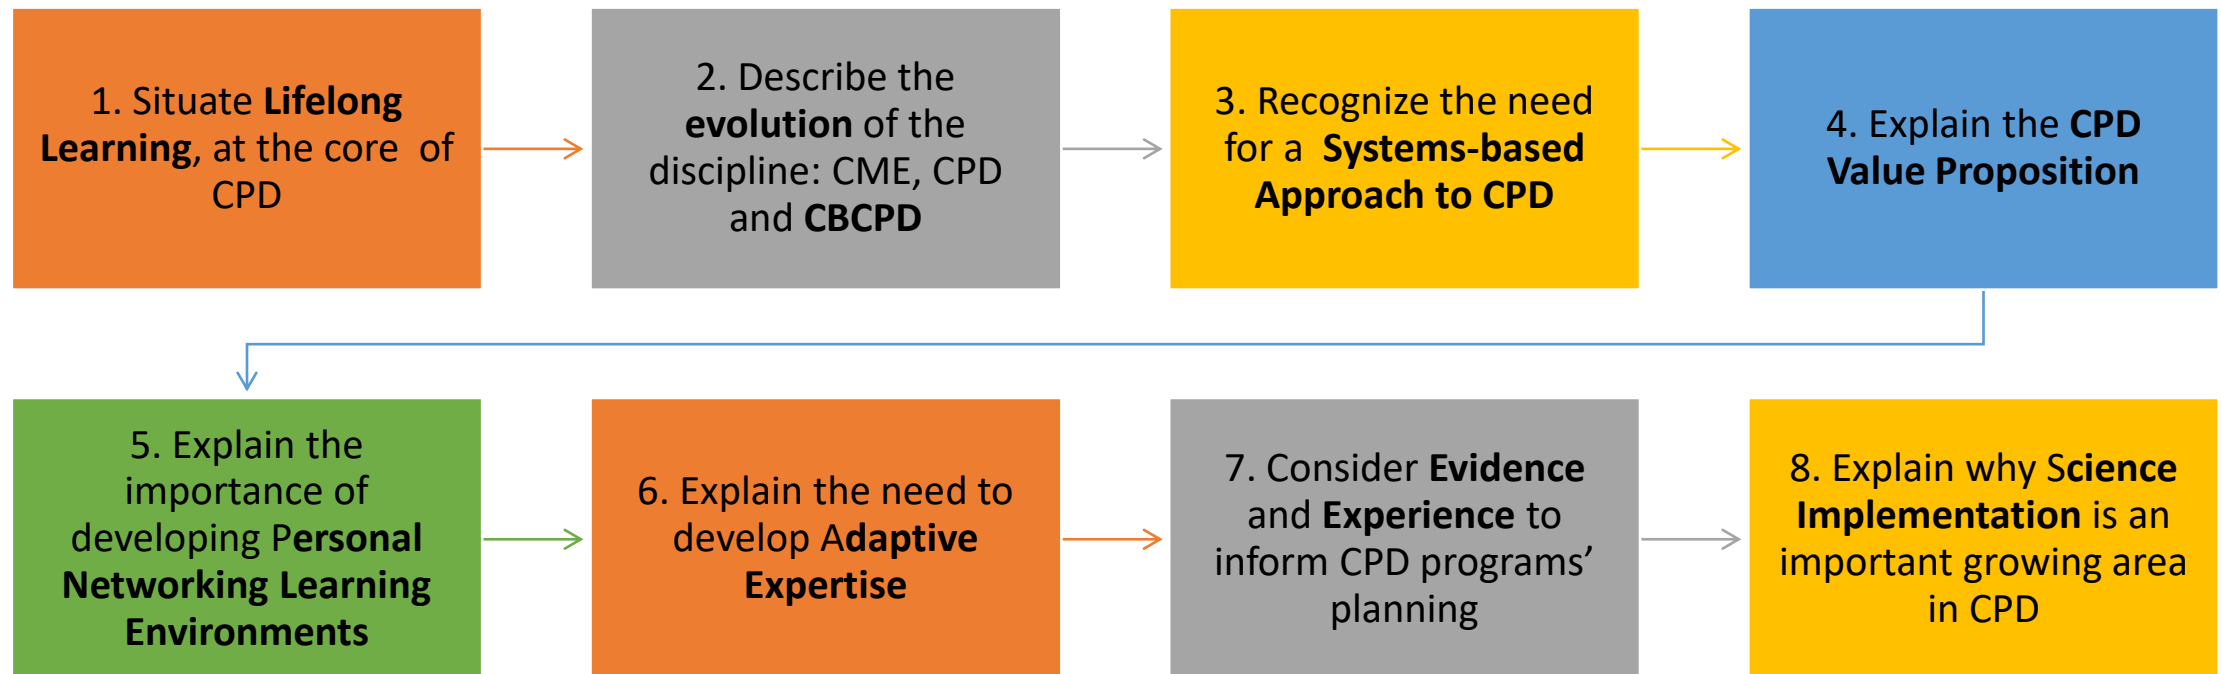 1. Situate Lifelong
Learning, at the core of
CPD
2. Describe the
evolution of the
discipline: CME, CPD
and CBCPD
3. Recognize the need
for a Systems-based
Approach to CPD
4. Explain the CPD
Value Proposition
5. Explain the
importance of
developing Personal
Networking Learning
Environments
6. Explain the need to
develop Adaptive
Expertise
7. Consider Evidence
and Experience to
inform CPD programs’
planning
8. Explain why Science
Implementation is an
important growing area
in CPD